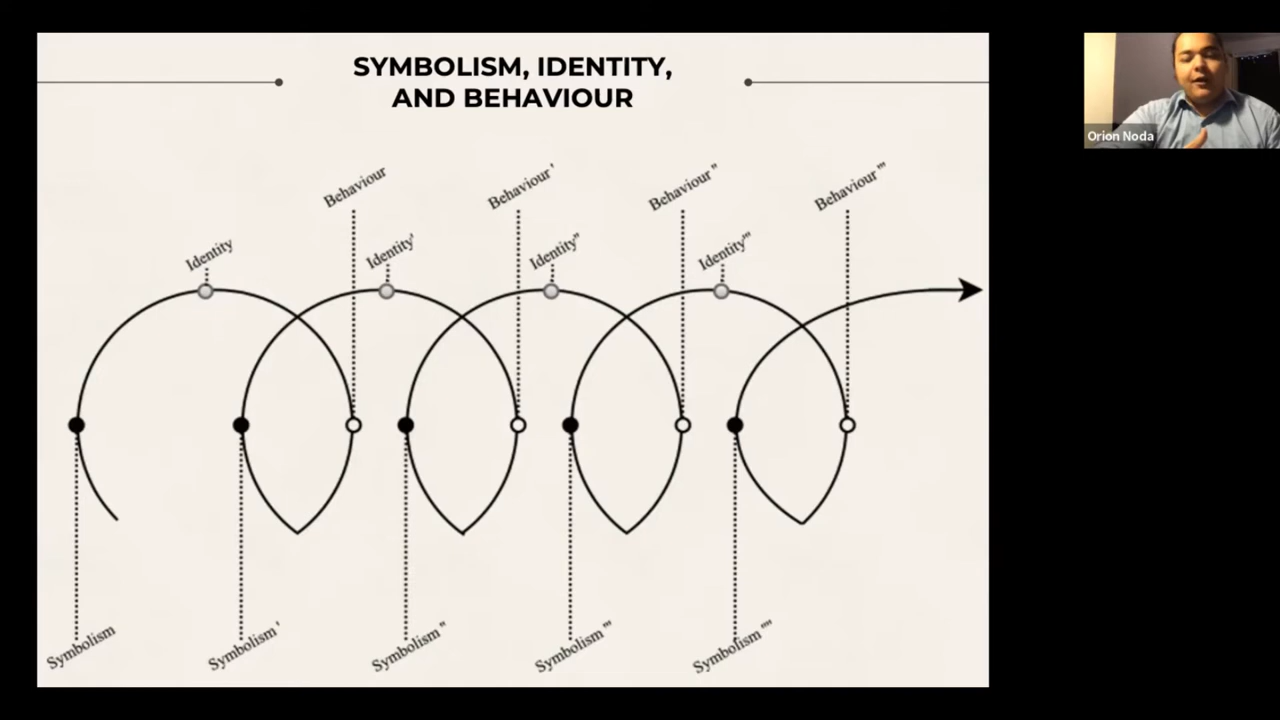 SYMBOLISM, IDENTITY,
AND BEHAVIOUR
Orion Noda
Behaviour
Behaviour '
Behaviour "
Behaviour '"
Identity
Identity'
Identity"
Identity'"
Symbolism
Symbolism '
Symbolism "
Symbolism '"
Symbolism ""